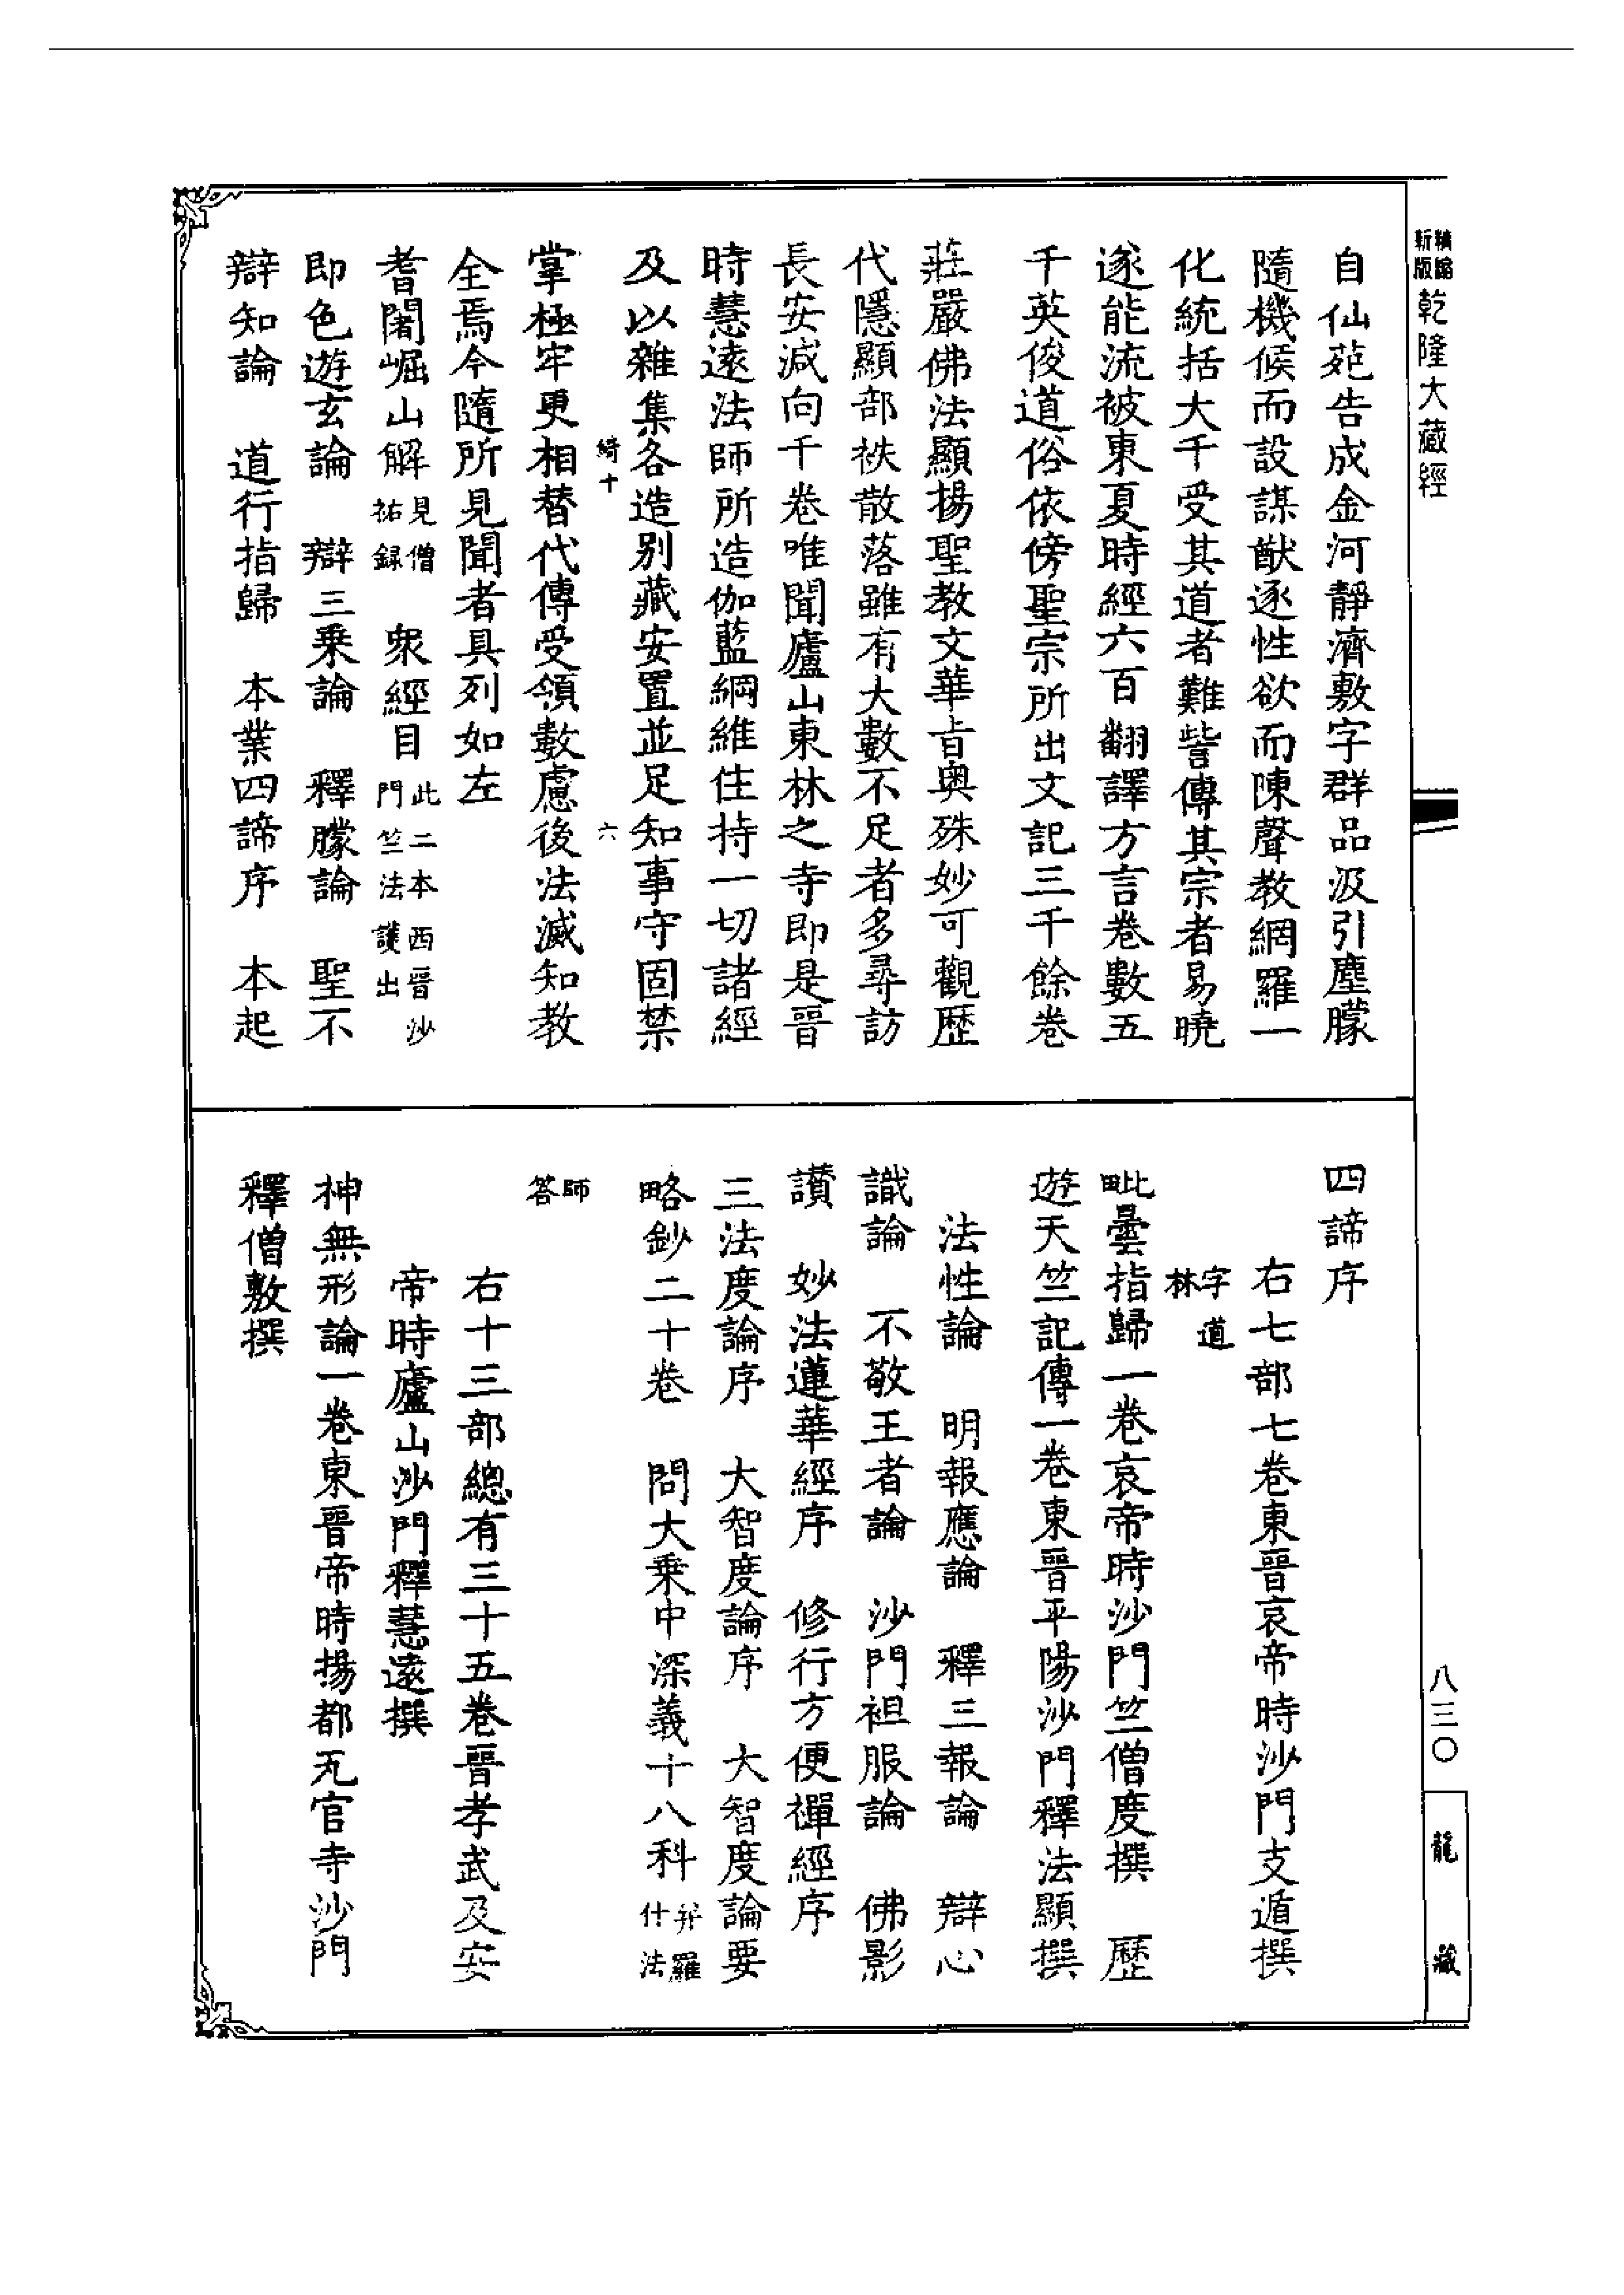 精縮
新版
乾隆大藏經
自仙苑告成金河靜濟敷字群品汲引塵朦
隨機候而設謀猷逐性欲而陳聲教網羅一
化統括大千受其道者難訾傳其宗者易曉
遂能流被東夏時經六百翻譯方言卷數五
千英俊道俗依傍聖宗所出文記三千餘卷
莊嚴佛法顯揚聖教文華旨奧殊妙可觀歷
代隱顯部袟散落雖有大數不足者多尋訪
長安減向千卷唯聞廬山東林之寺即是晉
時慧遠法師所造伽藍綱維住持一切諸經
及以雜集各造別藏安置並足知事守固禁
綺十 六
掌極牢更相替代傳受領數慮後法滅知教
全焉今隨所見聞者具列如左
耆闍崛山解見僧祐録 衆經目此二本西晉沙門竺法護出
即色遊玄論 辯三乘論 釋朦論 聖不
辯知論 道行指歸 本業四諦序 本起
四諦序
右七部七卷東晉哀帝時沙門支遁撰
字道林
毗曇指歸一卷哀帝時沙門竺僧度撰 歷
遊天竺記傳一卷東晉平陽沙門釋法顯撰
法性論 明報應論 釋三報論 辯心
識論 不敬王者論 沙門袒服論 佛影
讚 妙法蓮華經序 修行方便禪經序
三法度論序 大智度論序 大智度論要
略鈔二十卷 問大乘中深義十八科并羅什法
師答
右十三部總有三十五卷晉孝武及安
帝時廬山沙門釋慧遠撰
神無形論一卷東晉帝時揚都瓦官寺沙門
釋僧敷撰
八三〇
龍藏